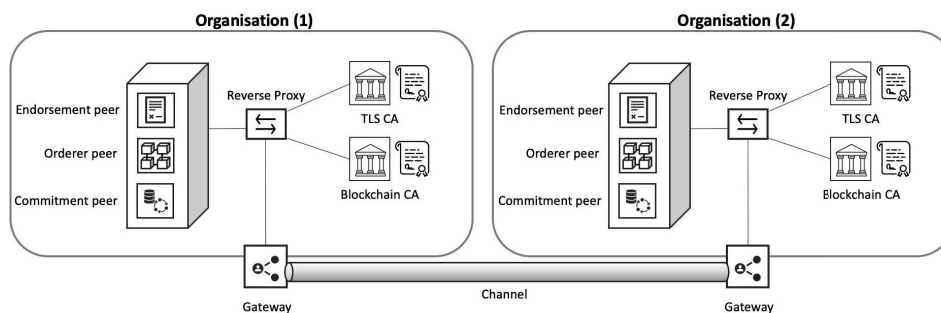 Organisation (1)
Endorsement peer
Orderer peer
Commitment peer
Reverse Proxy
TLS CA
Blockchain CA
Gateway
Channel
Organisation (2)
Endorsement peer
Orderer peer
Commitment peer
Reverse Proxy
TLS CA
Blockchain CA
Gateway